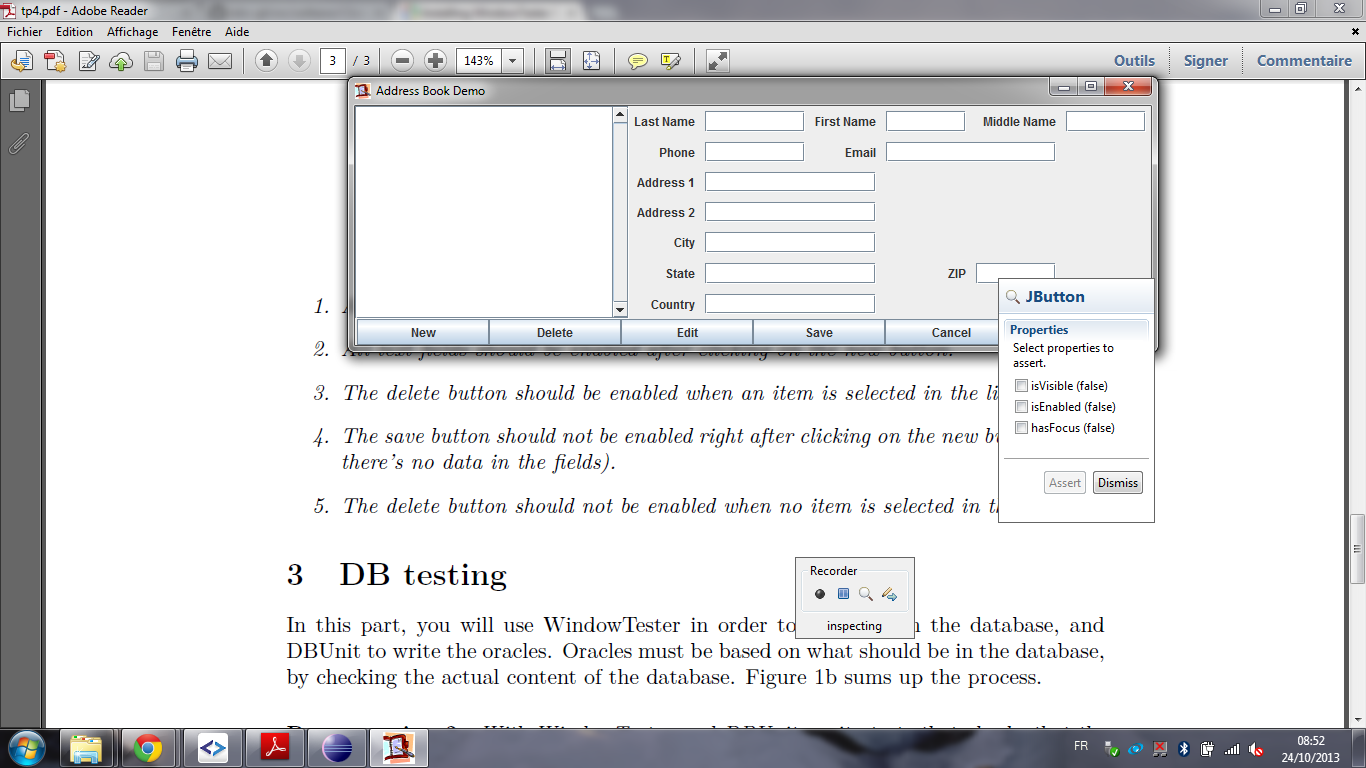 tp4.pdf - Adobe Reader
Fichier Edition Affichage Fenêtre Aide
3 / 3 143% Outils Signer Commentaire
Address Book Demo
Last Name First Name Middle Name
Phone Email
Address 1
Address 2
City
State ZIP
Country
New Delete Edit Save Cancel
JButton
Properties
Select properties to
assert.
isVisible (false)
isEnabled (false)
hasFocus (false)
Assert Dismiss
1.
2. All text fields should be enabled after clicking on the new button.
3. The delete button should be enabled when an item is selected in the
4. The save button should not be enabled right after clicking on the new
there's no data in the fields).
5. The delete button should not be enabled when no item is selected in
3 DB testing
Recorder
inspecting
In this part, you will use WindowTester in order to the database, and
DBUnit to write the oracles. Oracles must be based on what should be in the database,
by checking the actual content of the database. Figure 1b sums up the process.
FR 08:52
24/10/2013